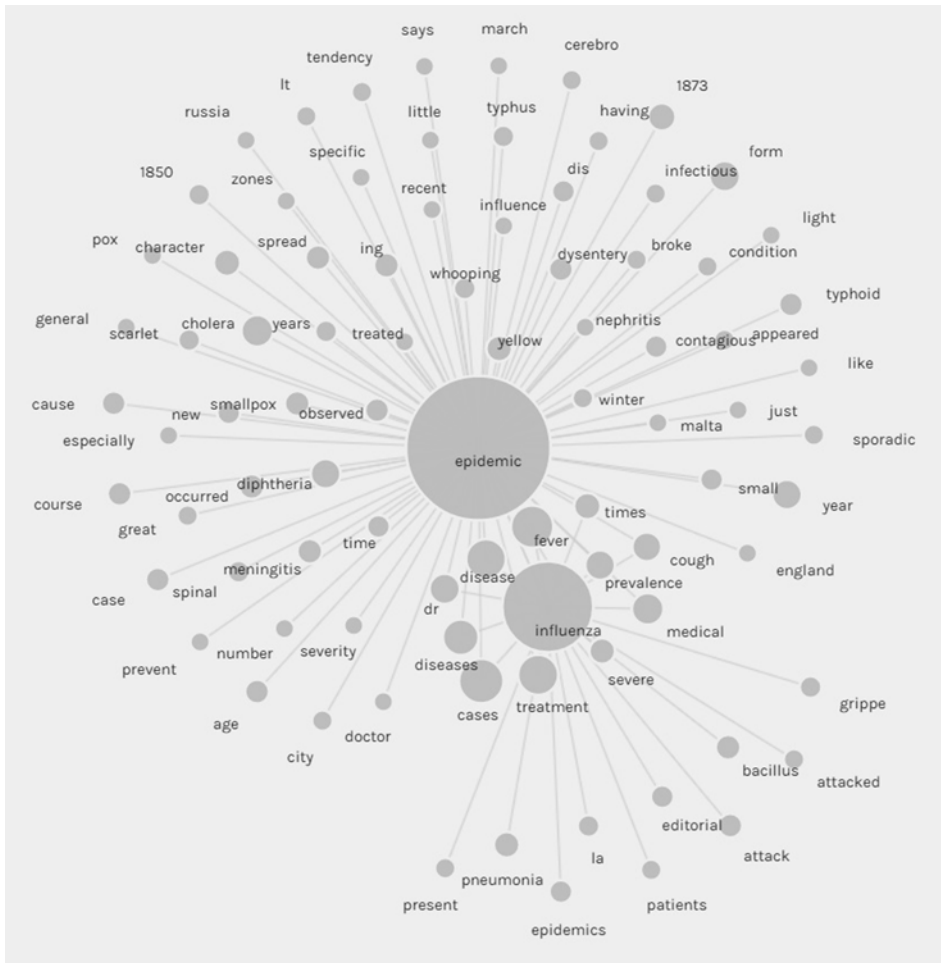 says
march
cerebro
tendency
It
1873
russia
little
typhus
having
specific
form
1850
zones
dis
infectious
recent
influence
light
pox
character
spread
ing
dysentery
broke
condition
whooping
typhoid
general
scarlet
cholera
years
treated
yellow
nephritis
contagious
appeared
like
cause
new
smallpox
observed
winter
malta
just
especially
sporadic
epidemic
course
occurred
diphtheria
small
year
great
time
fever
times
case
spinal
meningitis
disease
prevalence
cough
england
dr
prevent
number
severity
influenza
medical
diseases
severe
age
cases
treatment
grippe
city
doctor
bacillus
attacked
editorial
attack
la
pneumonia
present
patients
epidemics